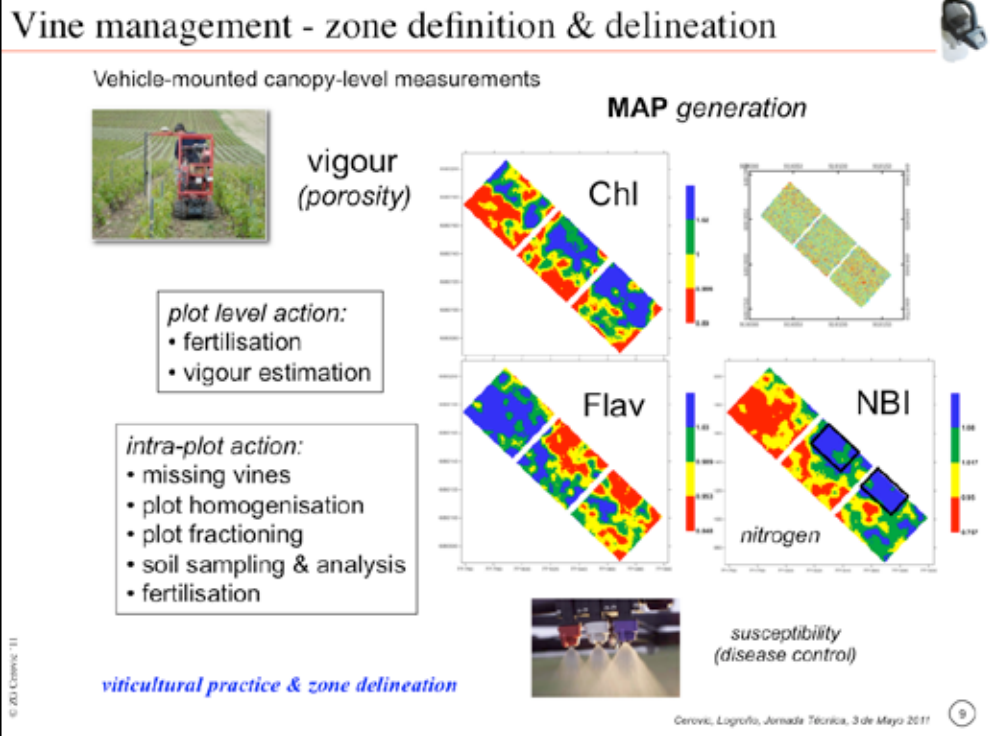 Vine management - zone definition & delineation
Vehicle-mounted canopy-level measurements
MAP generation
vigour
(porosity)
Chl
plot level action:
• fertilisation
• vigour estimation
Flav
NBI
nitrogen
intra-plot action:
• missing vines
• plot homogenisation
• plot fractioning
• soil sampling & analysis
• fertilisation
susceptibility
(disease control)
viticultural practice & zone delineation
Cerovic, Logroño, Jornada Técnica, 3 de Mayo 2011
9